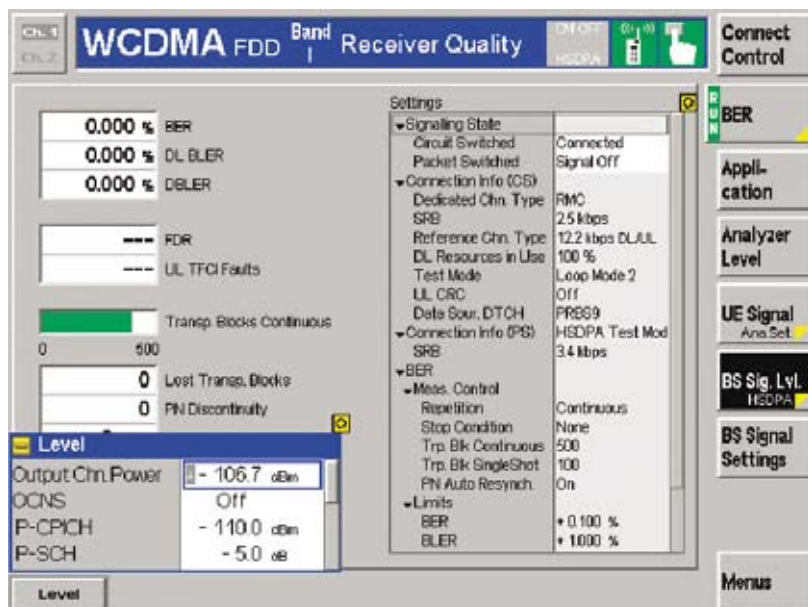 Ch. 1
Ch. 2
WCDMA FDD Band I Receiver Quality
CM OFF
HSDPA
Connect Control
Settings
0.000 % BER
0.000 % DL BLER
0.000 % DBLER
--- FDR
--- UL TFCI Faults
Transp. Blocks Continuous
0 500
0 Lost Transp. Blocks
0 PN Discontinuity
Signalling State
Circuit Switched Connected
Packet Switched Signal Off
Connection Info (CS)
Dedicated Chn. Type RMC
SRB 2.5 kbps
Reference Chn. Type 12.2 kbps DL/UL
DL Resources in Use 100 %
Test Mode Loop Mode 2
UL CRC Off
Data Sour. DTCH PRBS9
Connection Info (PS) HSDPA Test Mod
SRB 3.4 kbps
BER
Meas. Control
Repetition Continuous
Stop Condition None
Trp. Blk Continuous 500
Trp. Blk SingleShot 100
PN Auto Resynch. On
Limits
BER + 0.100 %
BLER + 1.000 %
Level
Output Chn. Power - 106.7 dBm
OCNS Off
P-CPICH - 110.0 dBm
P-SCH - 5.0 dB
Level
RUN
BER
Appli-
cation
Analyzer
Level
UE Signal
Ana.Set.
BS Sig. Lvl.
HSDPA
BS Signal
Settings
Menus